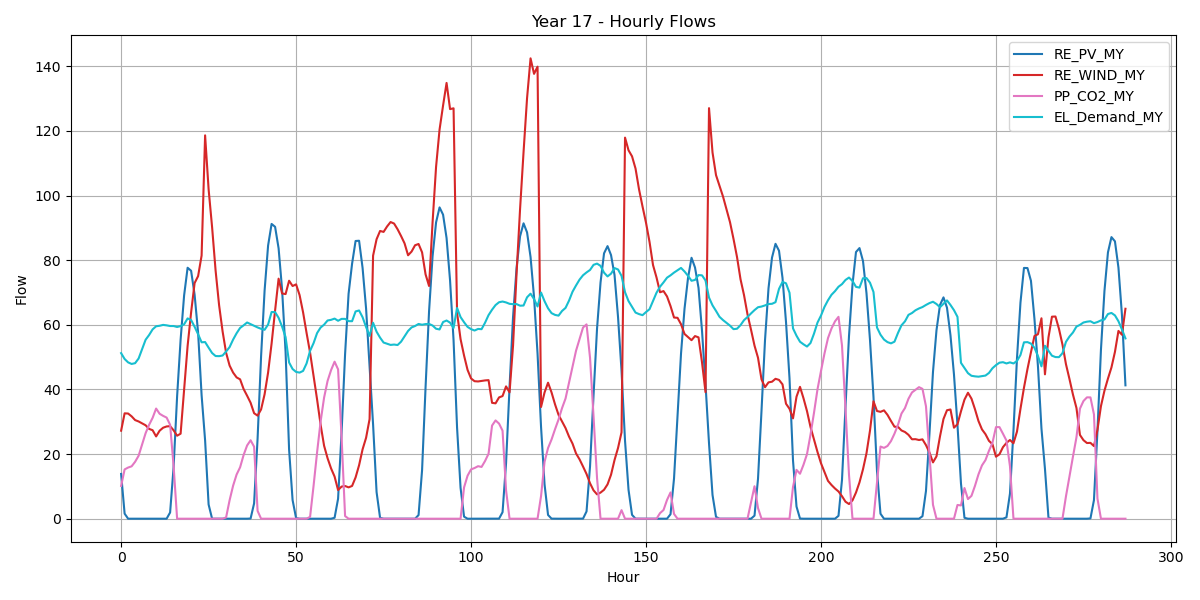 Year 17 - Hourly Flows
RE_PV_MY
RE_WIND_MY
PP_CO2_MY
EL_Demand_MY
140
120
100
80
60
40
20
0
Flow
0 50 100 150 200 250 300
Hour